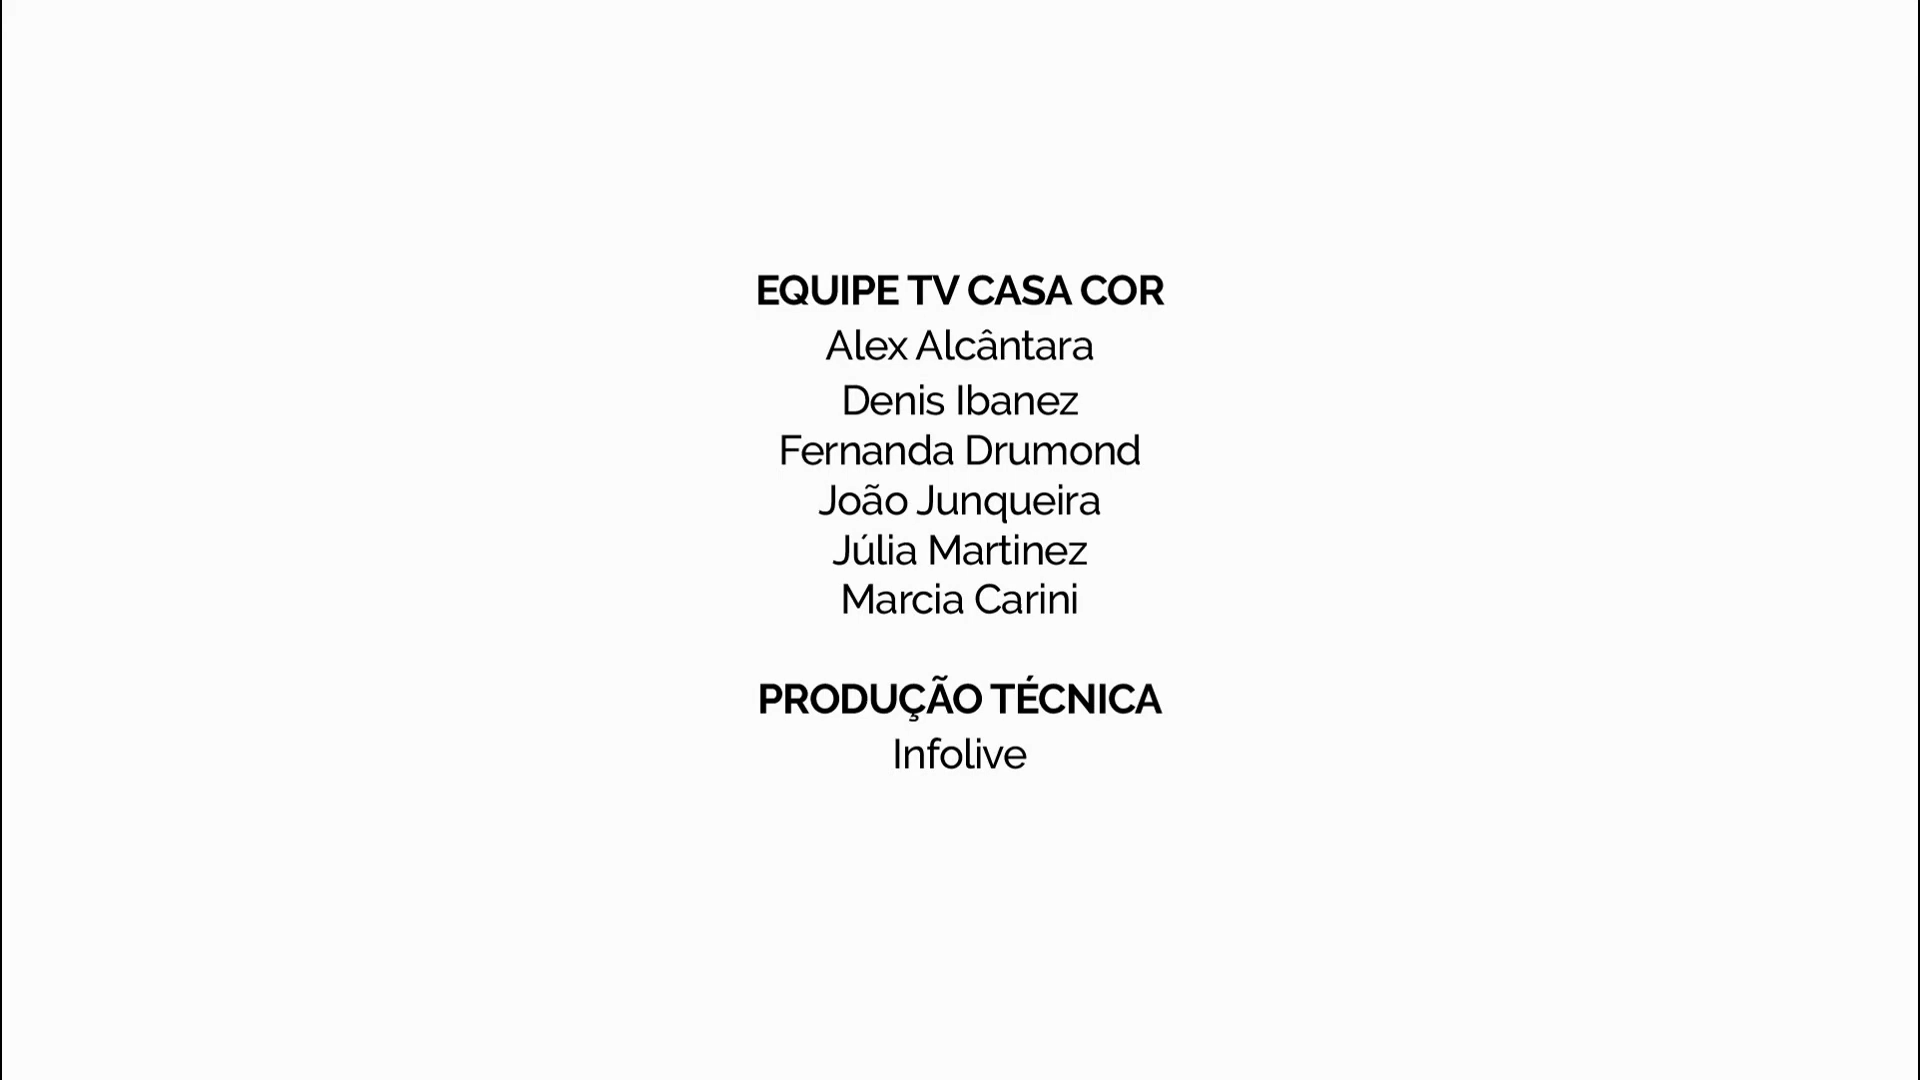 EQUIPE TV CASA COR
Alex Alcântara
Denis Ibanez
Fernanda Drumond
João Junqueira
Júlia Martinez
Marcia Carini
PRODUÇÃO TÉCNICA
Infolive